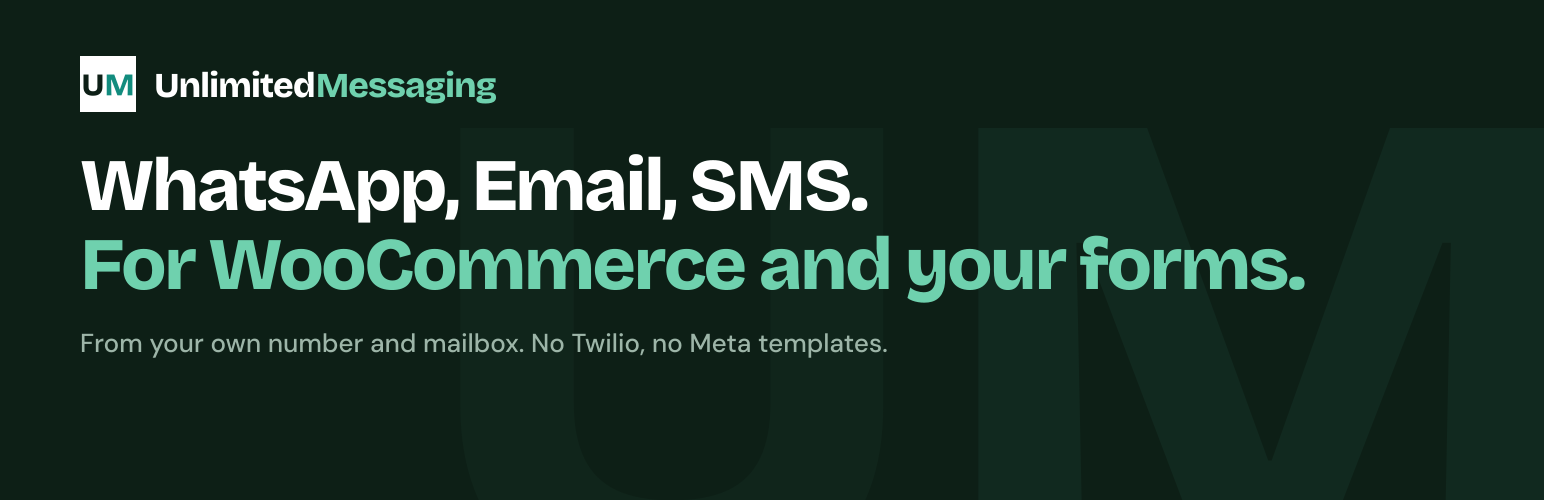 UM UnlimitedMessaging
WhatsApp, Email, SMS.
For WooCommerce and your forms.
From your own number and mailbox. No Twilio, no Meta templates.
UM